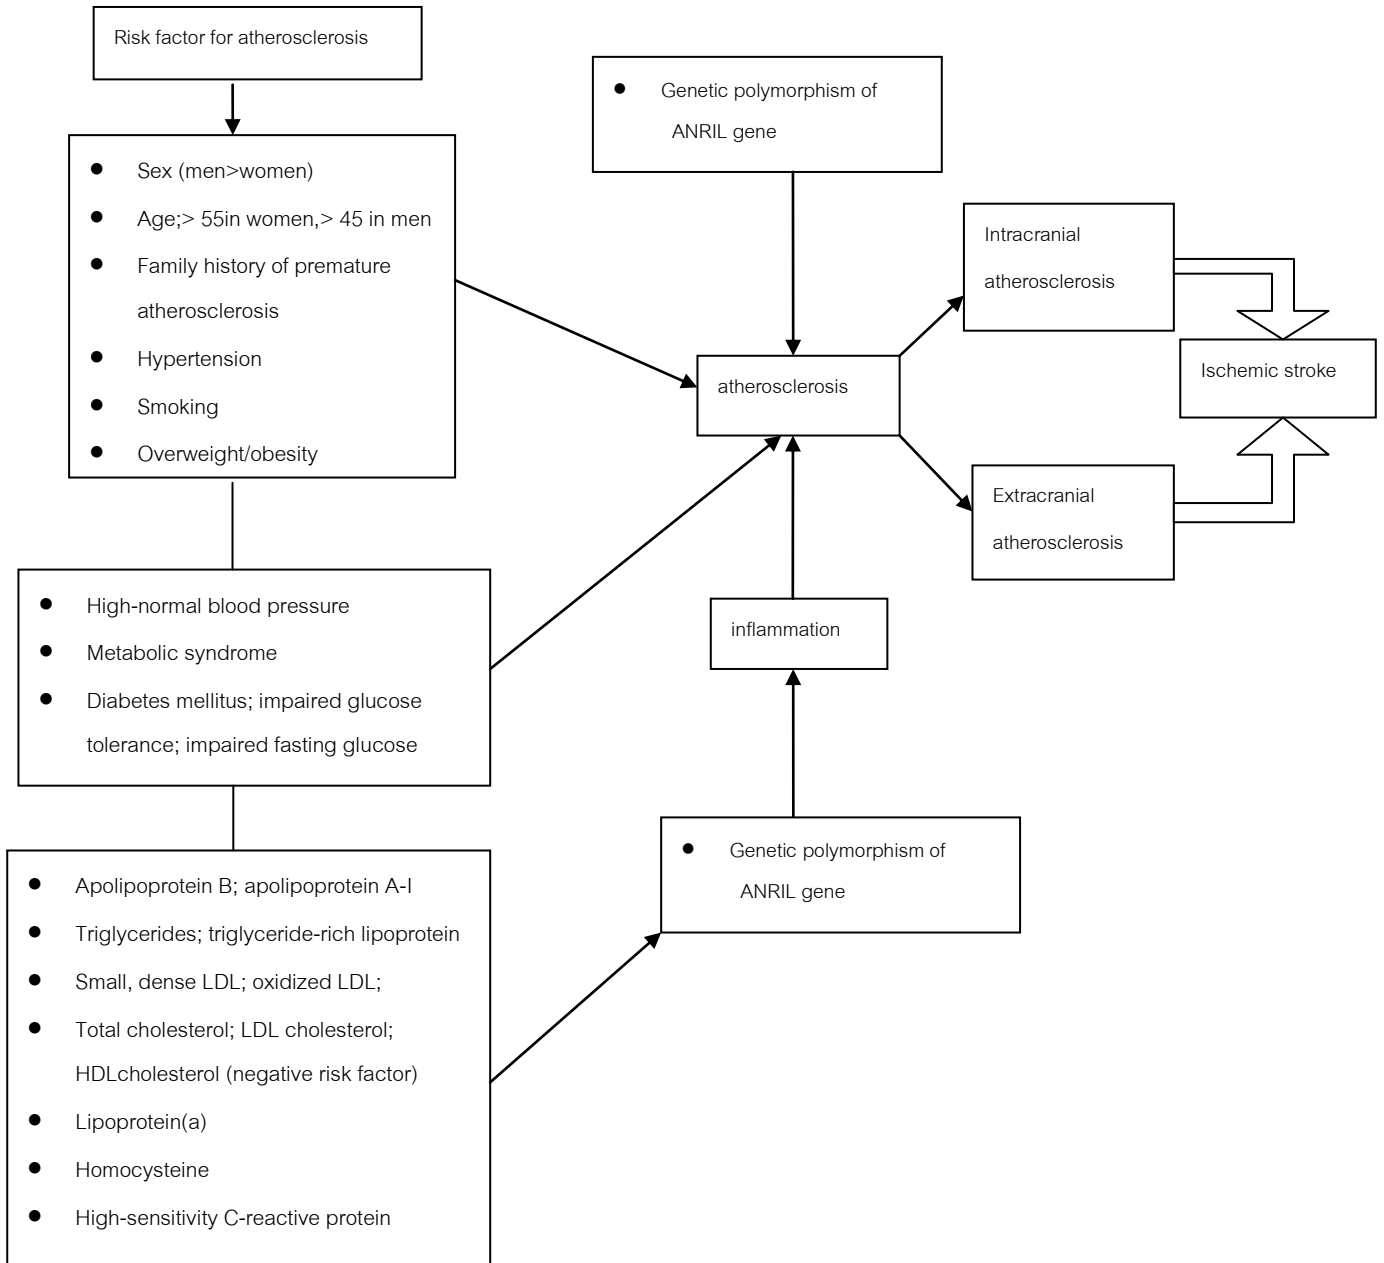 Risk factor for atherosclerosis
● Sex (men>women)
● Age;> 55in women,> 45 in men
● Family history of premature
atherosclerosis
● Hypertension
● Smoking
● Overweight/obesity
● High-normal blood pressure
● Metabolic syndrome
● Diabetes mellitus; impaired glucose
tolerance; impaired fasting glucose
● Apolipoprotein B; apolipoprotein A-I
● Triglycerides; triglyceride-rich lipoprotein
● Small, dense LDL; oxidized LDL;
● Total cholesterol; LDL cholesterol;
HDLcholesterol (negative risk factor)
● Lipoprotein(a)
● Homocysteine
● High-sensitivity C-reactive protein
● Genetic polymorphism of
ANRIL gene
atherosclerosis
inflammation
● Genetic polymorphism of
ANRIL gene
Intracranial
atherosclerosis
Extracranial
atherosclerosis
Ischemic stroke